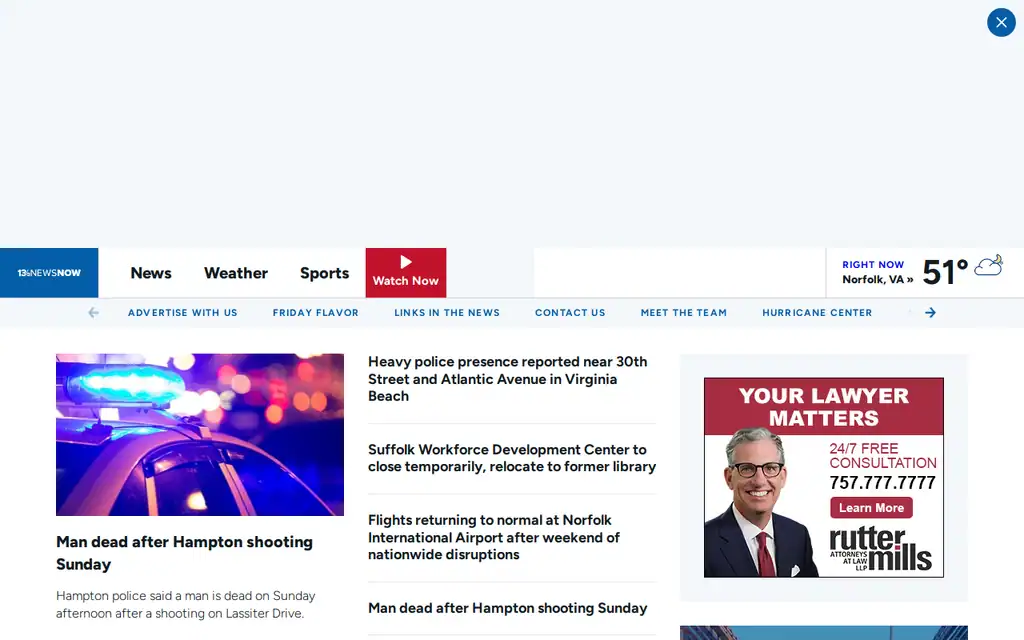 13NEWSNOW
News
Weather
Sports
Watch Now
RIGHT NOW
Norfolk, VA »
51°
ADVERTISE WITH US
FRIDAY FLAVOR
LINKS IN THE NEWS
CONTACT US
MEET THE TEAM
HURRICANE CENTER
Man dead after Hampton shooting
Sunday
Hampton police said a man is dead on Sunday
afternoon after a shooting on Lassiter Drive.
Heavy police presence reported near 30th
Street and Atlantic Avenue in Virginia
Beach
Suffolk Workforce Development Center to
close temporarily, relocate to former library
Flights returning to normal at Norfolk
International Airport after weekend of
nationwide disruptions
Man dead after Hampton shooting Sunday
YOUR LAWYER
MATTERS
24/7 FREE
CONSULTATION
757.777.7777
Learn More
rutter
mills
ATTORNEYS
AT LAW
LLP